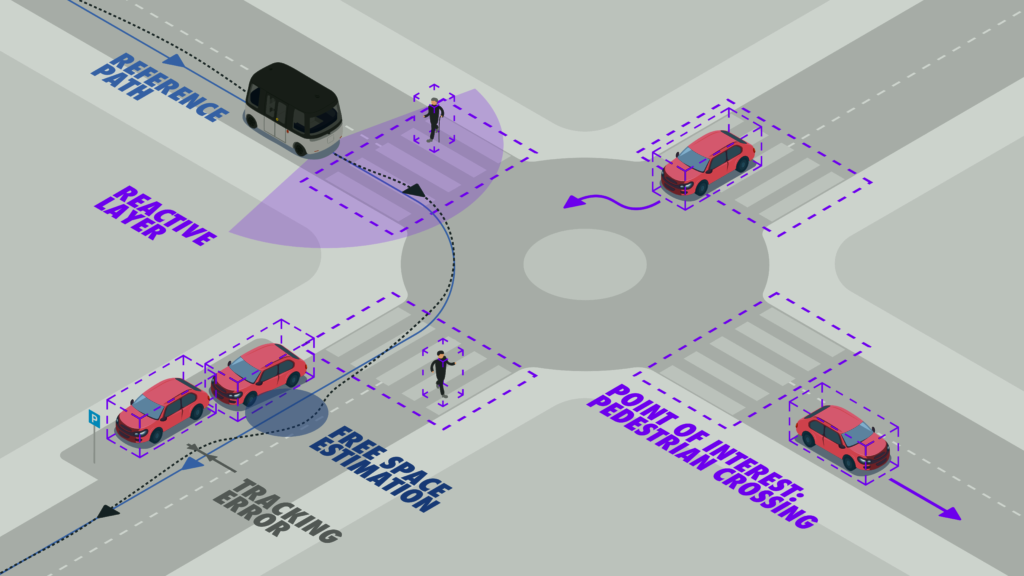 REFERENCE
PATH
REACTIVE
LAYER
P
FREE SPACE
ESTIMATION
TRACKING
ERROR
POINT OF INTEREST:
PEDESTRIAN CROSSING